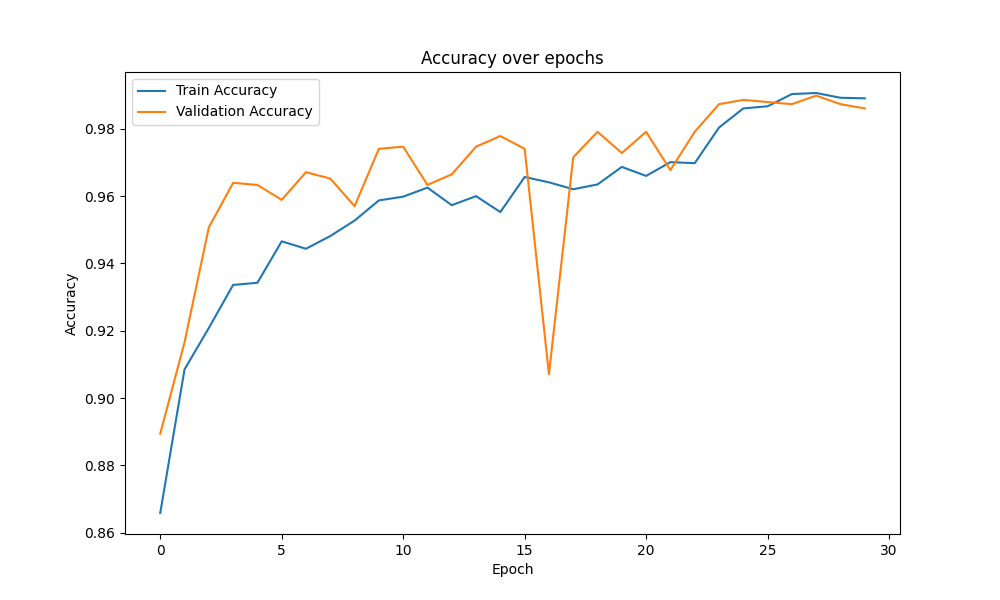 Accuracy over epochs
Train Accuracy
Validation Accuracy
0.98
0.96
0.94
0.92
0.90
0.88
0.86
Accuracy
0 5 10 15 20 25 30
Epoch